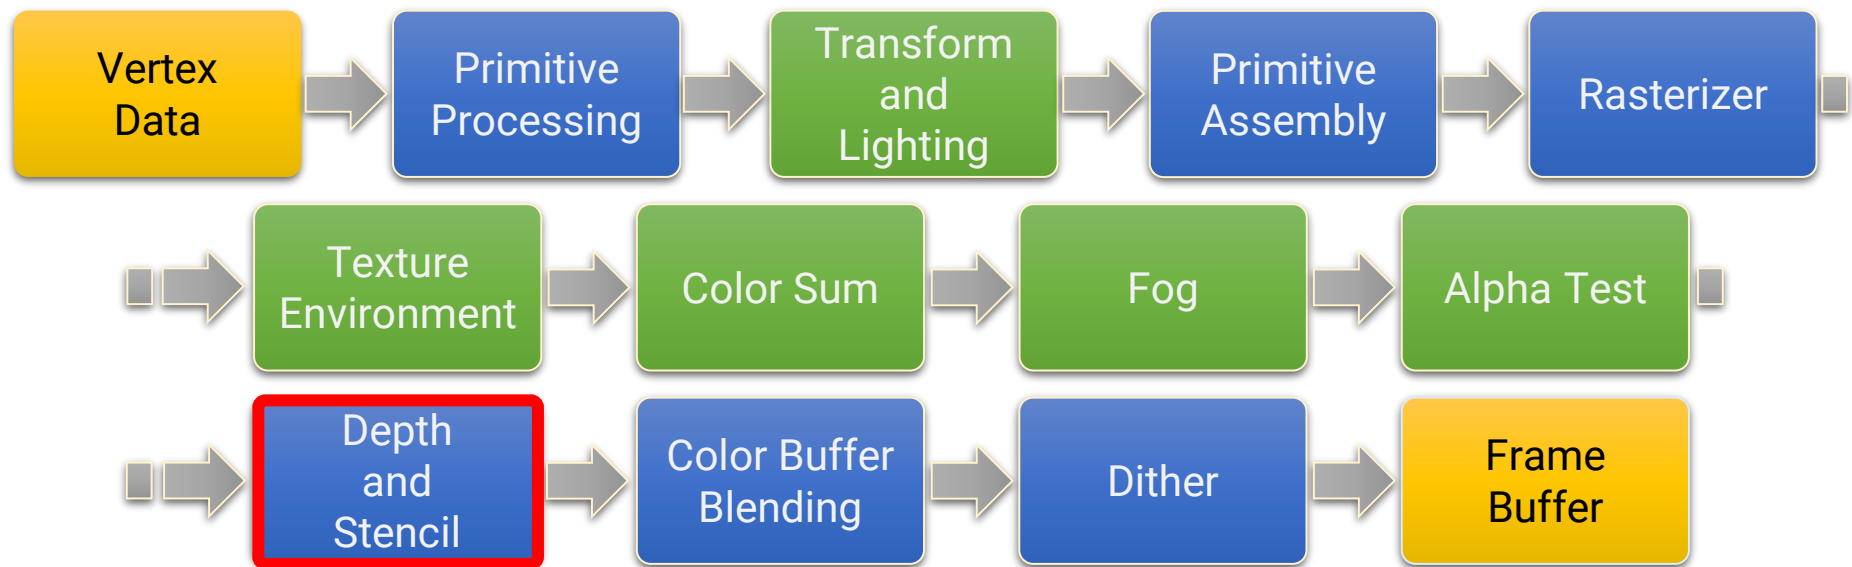 Vertex
Data
Primitive
Processing
Transform
and
Lighting
Primitive
Assembly
Rasterizer
Texture
Environment
Color Sum
Fog
Alpha Test
Depth
and
Stencil
Color Buffer
Blending
Dither
Frame
Buffer